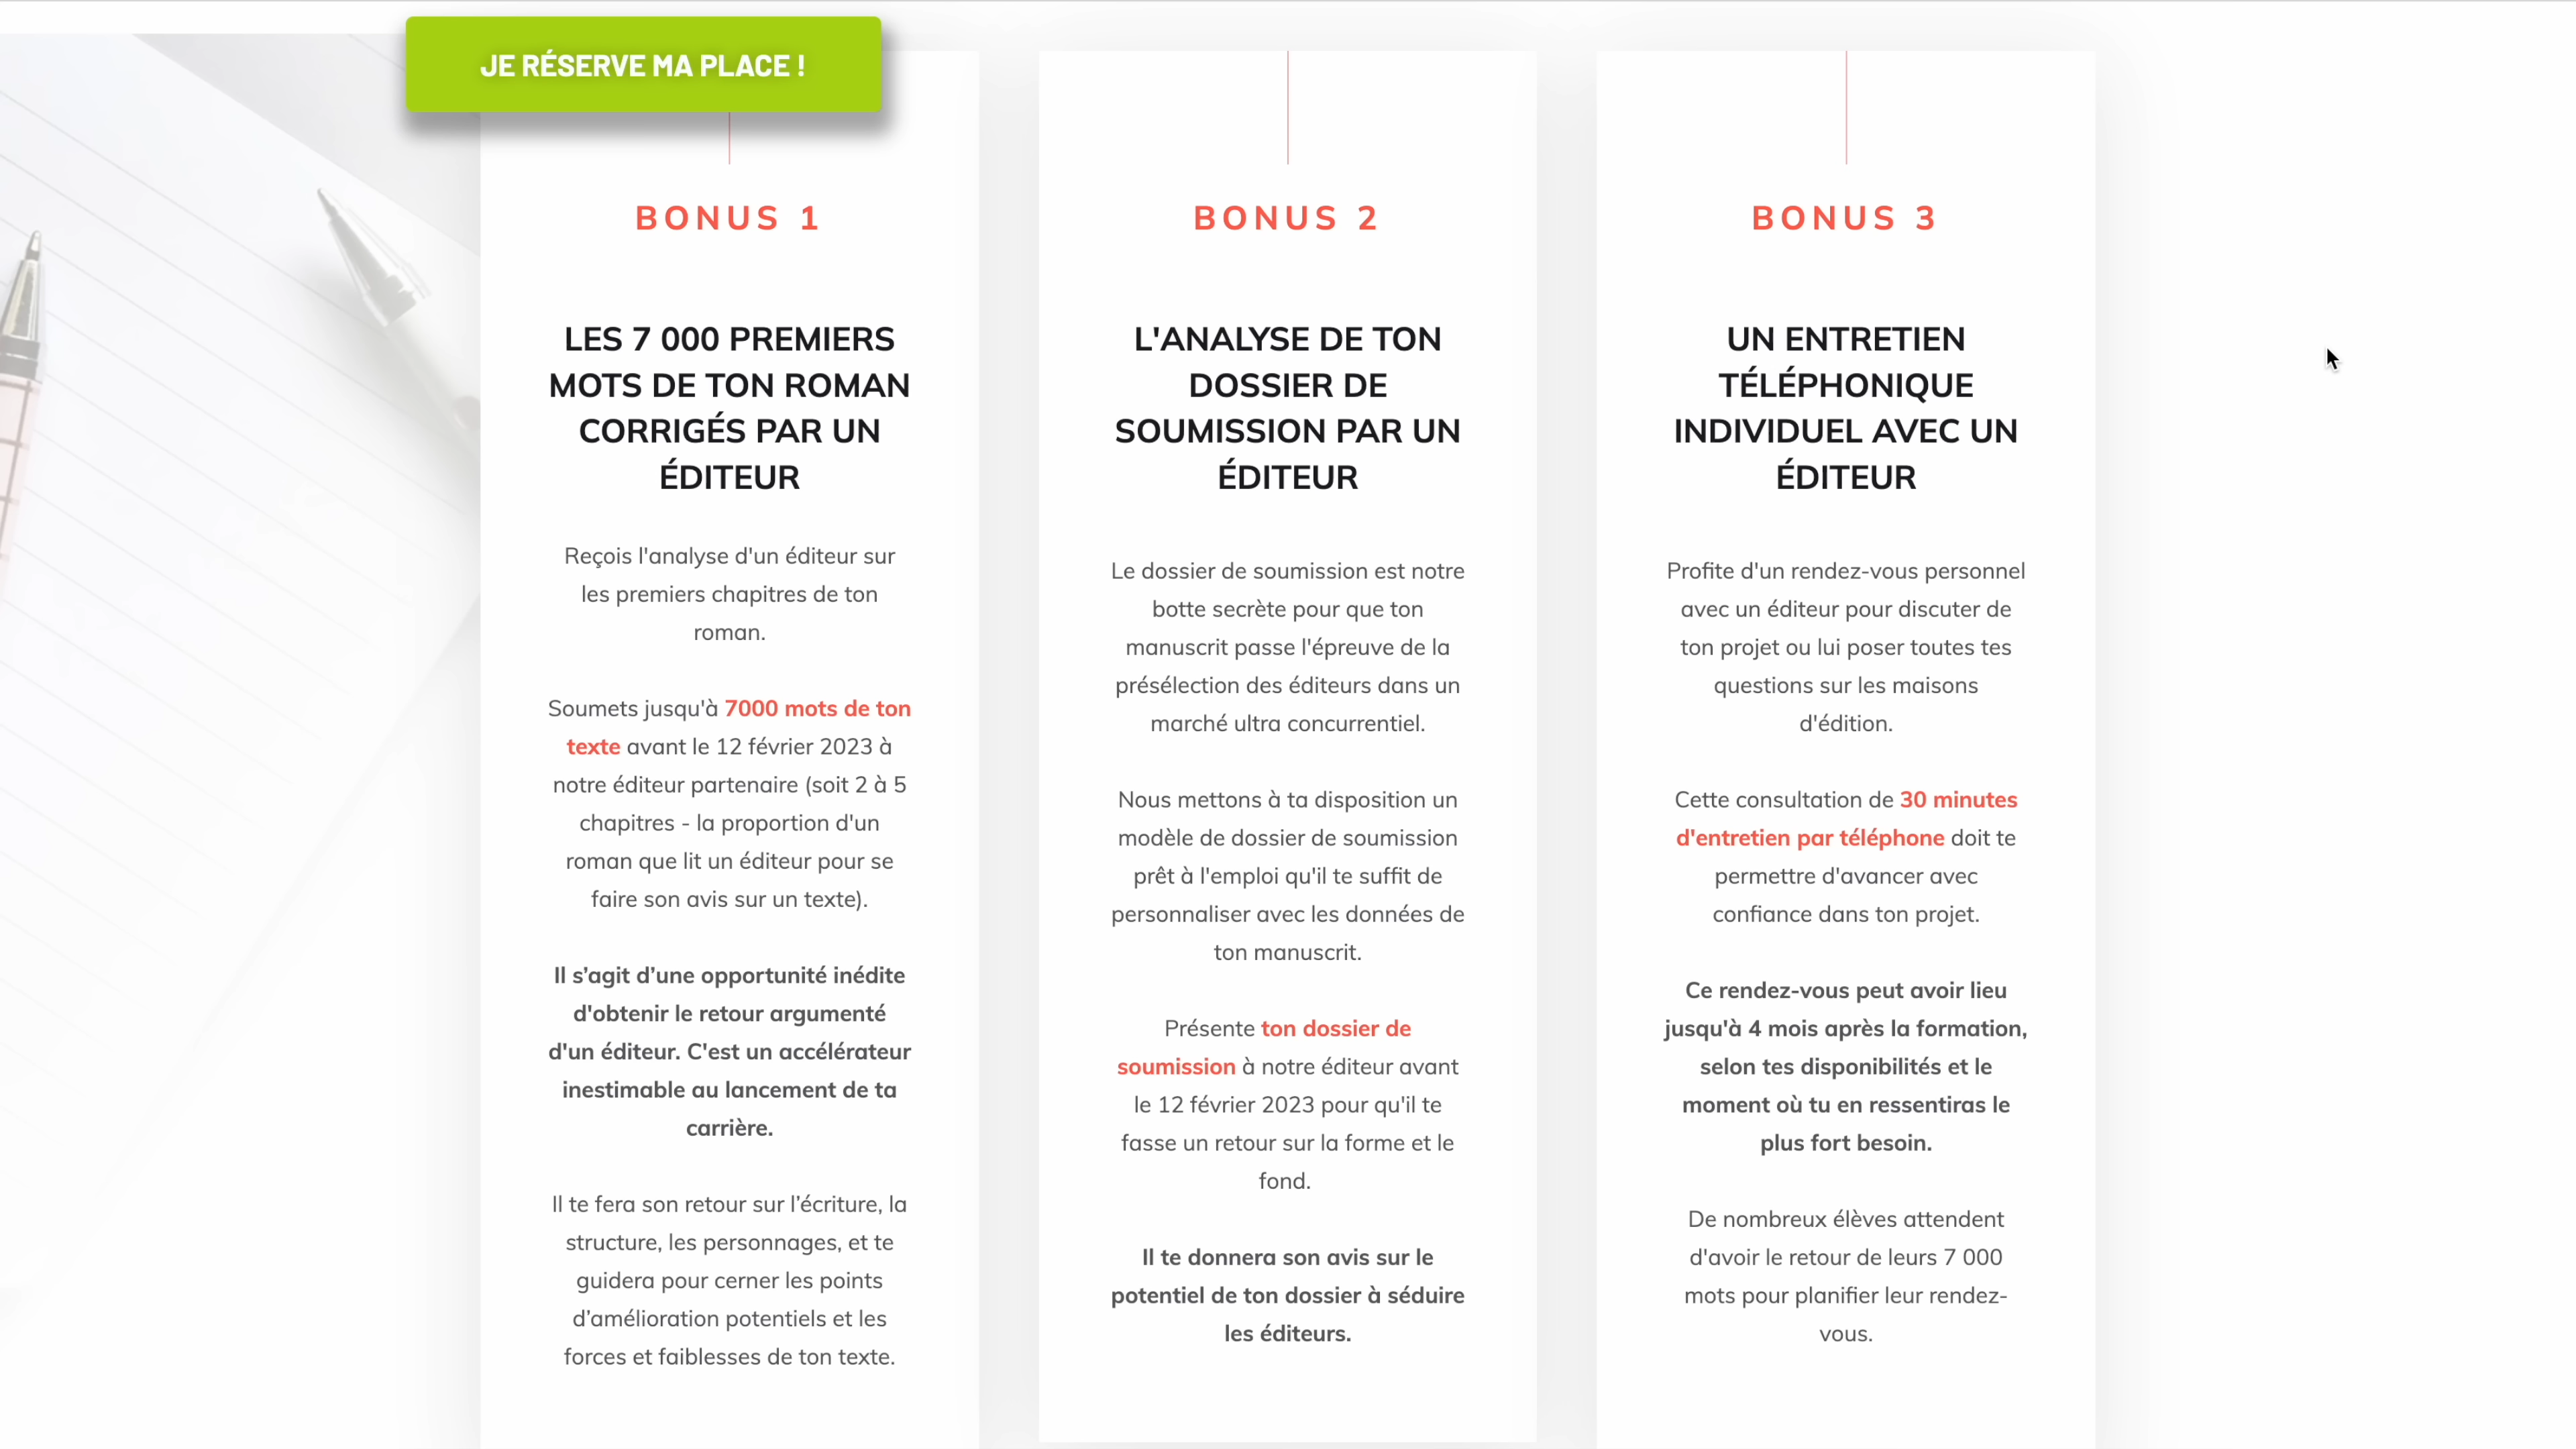 JE RÉSERVE MA PLACE !
BONUS 1
LES 7 000 PREMIERS
MOTS DE TON ROMAN
CORRIGÉS PAR UN
ÉDITEUR
Reçois l'analyse d'un éditeur sur
les premiers chapitres de ton
roman.
Soumets jusqu'à 7000 mots de ton
texte avant le 12 février 2023 à
notre éditeur partenaire (soit 2 à 5
chapitres - la proportion d'un
roman que lit un éditeur pour se
faire son avis sur un texte).
Il s’agit d’une opportunité inédite
d'obtenir le retour argumenté
d'un éditeur. C'est un accélérateur
inestimable au lancement de ta
carrière.
Il te fera son retour sur l’écriture, la
structure, les personnages, et te
guidera pour cerner les points
d’amélioration potentiels et les
forces et faiblesses de ton texte.
BONUS 2
L'ANALYSE DE TON
DOSSIER DE
SOUMISSION PAR UN
ÉDITEUR
Le dossier de soumission est notre
botte secrète pour que ton
manuscrit passe l'épreuve de la
présélection des éditeurs dans un
marché ultra concurrentiel.
Nous mettons à ta disposition un
modèle de dossier de soumission
prêt à l'emploi qu'il te suffit de
personnaliser avec les données de
ton manuscrit.
Présente ton dossier de
soumission à notre éditeur avant
le 12 février 2023 pour qu'il te
fasse un retour sur la forme et le
fond.
Il te donnera son avis sur le
potentiel de ton dossier à séduire
les éditeurs.
BONUS 3
UN ENTRETIEN
TÉLÉPHONIQUE
INDIVIDUEL AVEC UN
ÉDITEUR
Profite d'un rendez-vous personnel
avec un éditeur pour discuter de
ton projet ou lui poser toutes tes
questions sur les maisons
d'édition.
Cette consultation de 30 minutes
d'entretien par téléphone doit te
permettre d'avancer avec
confiance dans ton projet.
Ce rendez-vous peut avoir lieu
jusqu'à 4 mois après la formation,
selon tes disponibilités et le
moment où tu en ressentiras le
plus fort besoin.
De nombreux élèves attendent
d'avoir le retour de leurs 7 000
mots pour planifier leur rendez-
vous.